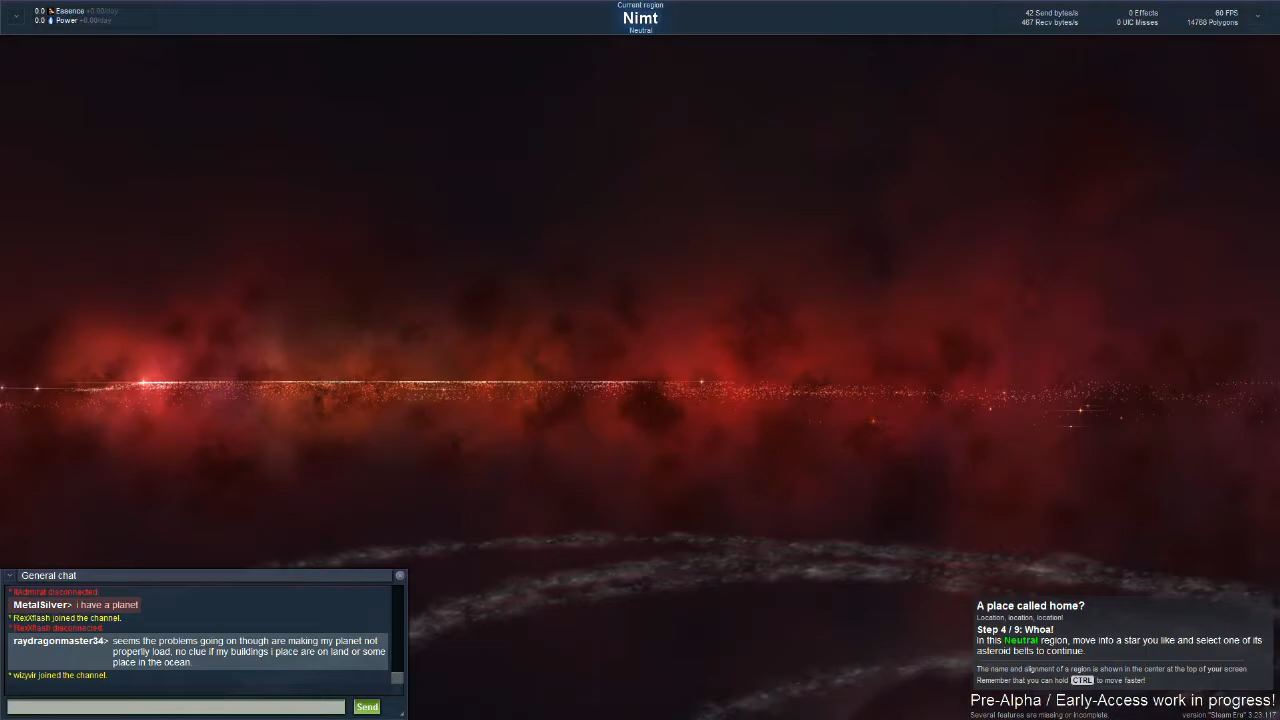 0.0 Essence +0.00/day
0.0 Power +0.00/day
Current region
Nimt
Neutral
42 Send bytes/s
467 Recv bytes/s
0 Effects
0 UIC Misses
60 FPS
14768 Polygons
General chat
MetalSilver> i have a planet
* RexXflash joined the channel.
* RexXflash disconnected.
raydragonmaster34> seems the problems going on though are making my planet not
properlly load, no clue if my buildings i place are on land or some
place in the ocean.
* wizyvir joined the channel.
Send
A place called home?
Location, location, location!
Step 4 / 9: Whoa!
In this Neutral region, move into a star you like and select one of its
asteroid belts to continue.
The name and alignment of a region is shown in the center at the top of your screen
Remember that you can hold CTRL to move faster!
Pre-Alpha / Early-Access work in progress!
Several features are missing or incomplete.